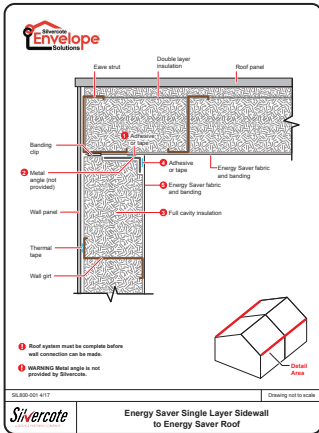 Silvercote
Envelope
Solutions
Eave strut
Double layer
insulation
Roof panel
1 Adhesive
or tape
Banding
clip
2 Metal
angle (not
provided)
4 Adhesive
or tape
Energy Saver fabric
and banding
5 Energy Saver fabric
and banding
Wall panel
3 Full cavity insulation
Thermal
tape
Wall girt
! Roof system must be complete before
wall connection can be made.
! WARNING Metal angle is not
provided by Silvercote.
Detail
Area
SIL830-001 4/17
Drawing not to scale
Silvercote
Energy Saver Single Layer Sidewall
to Energy Saver Roof